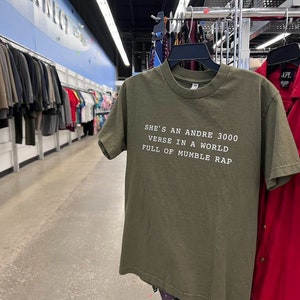 SHE'S AN ANDRE 3000
VERSE IN A WORLD
FULL OF MUMBLE RAP